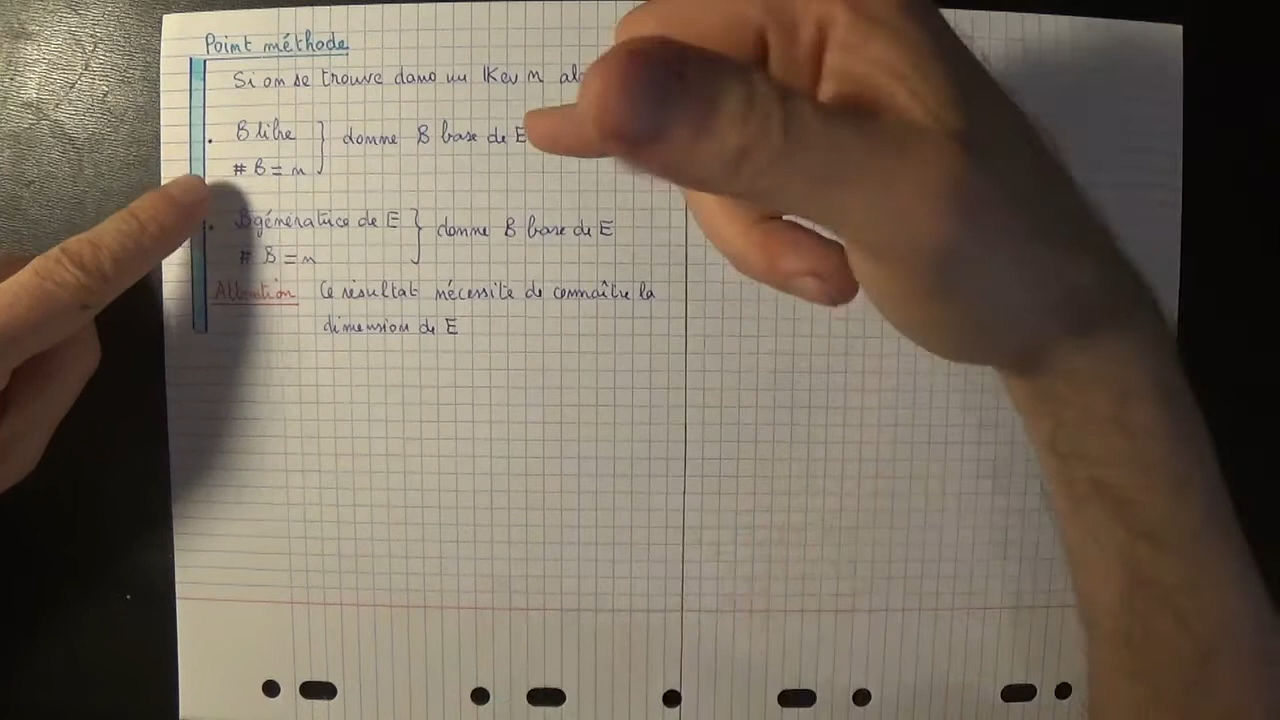 Point méthode
Si on se trouve dans un Kev n al
• B libre } donne B base de E
# B = n
• B génératrice de E } donne B base de E
# B = n
Attention Ce résultat nécessite de connaître la
dimension de E